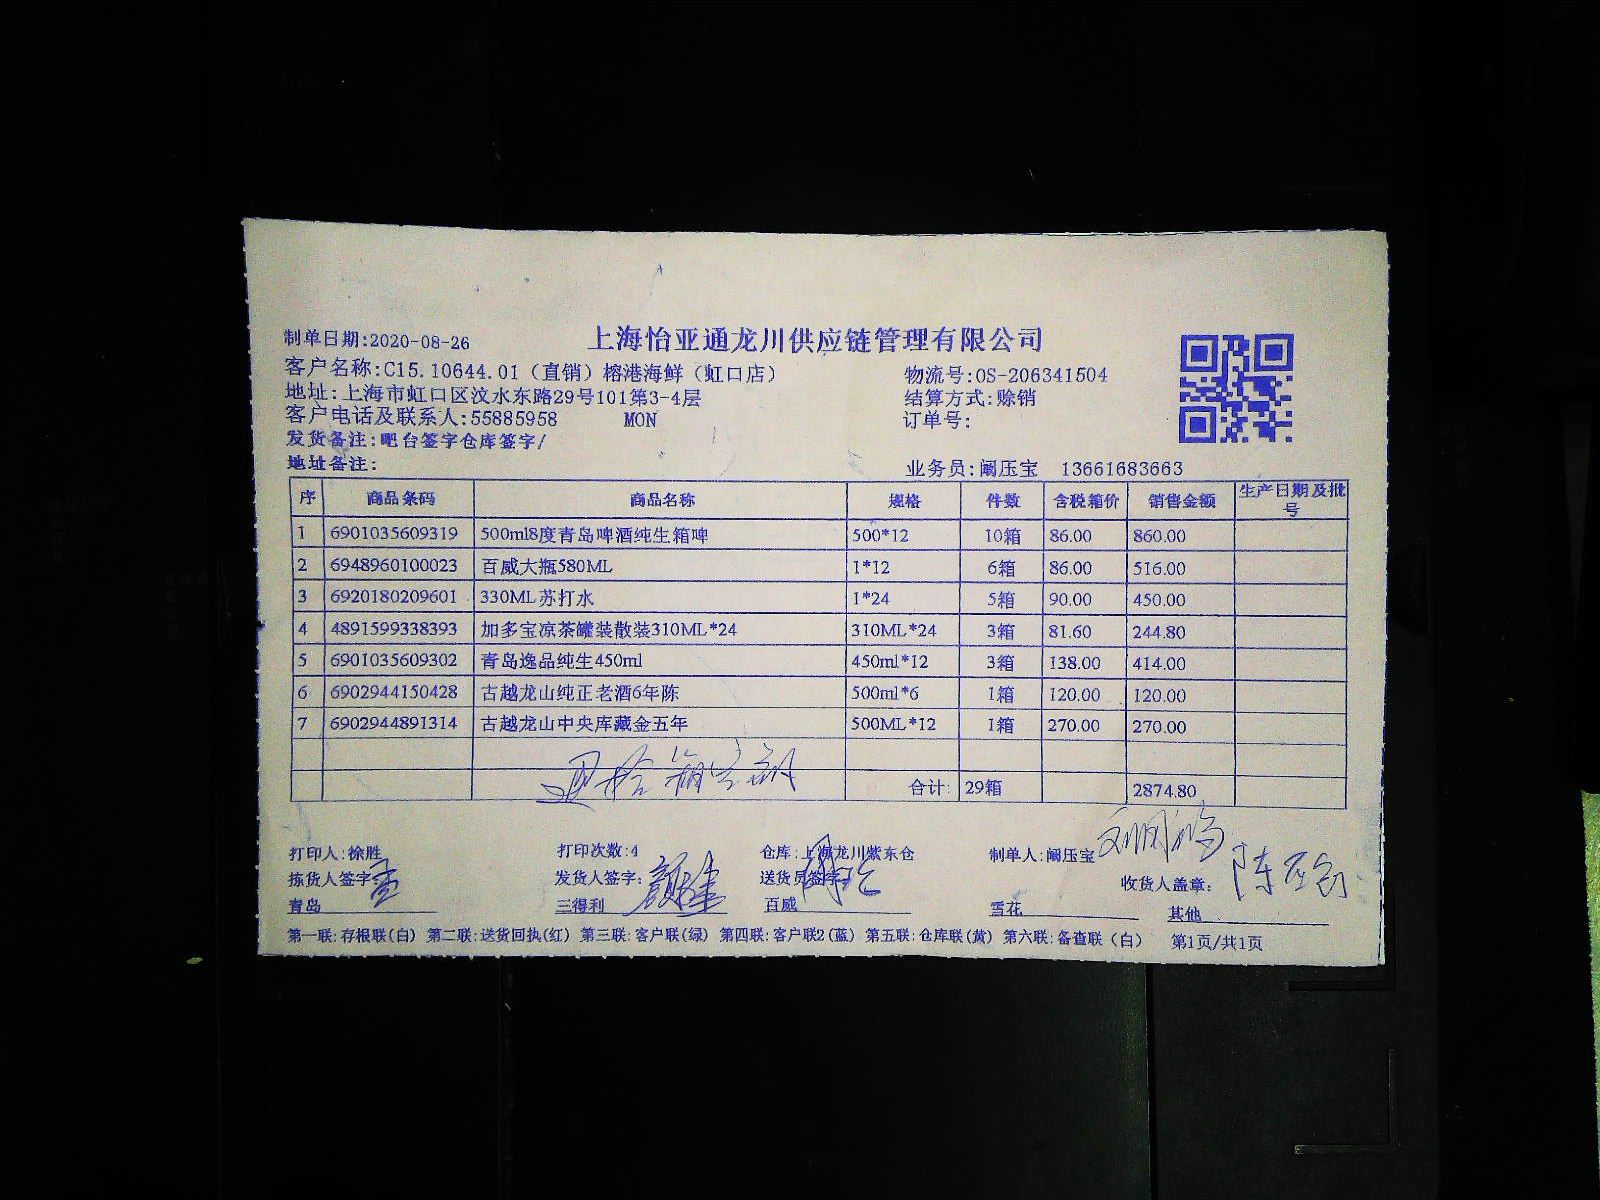 上海怡亚通龙川供应链管理有限公司
制单日期:2020-08-26
客户名称:C15.10644.01（直销）榕港海鲜（虹口店） 物流号:OS-206341504
地址:上海市虹口区汶水东路29号101第3-4层 结算方式:赊销
客户电话及联系人:55885958 MON 订单号:
发货备注:吧台签字仓库签字/
地址备注: 业务员:阚压宝 13661683663
序 商品条码 商品名称 规格 件数 含税箱价 销售金额 生产日期及批号
1 6901035609319 500ml8度青岛啤酒纯生箱啤 500*12 10箱 86.00 860.00
2 6948960100023 百威大瓶580ML 1*12 6箱 86.00 516.00
3 6920180209601 330ML苏打水 1*24 5箱 90.00 450.00
4 4891599338393 加多宝凉茶罐装散装310ML*24 310ML*24 3箱 81.60 244.80
5 6901035609302 青岛逸品纯生450ml 450ml*12 3箱 138.00 414.00
6 6902944150428 古越龙山纯正老酒6年陈 500ml*6 1箱 120.00 120.00
7 6902944891314 古越龙山中央库藏金五年 500ML*12 1箱 270.00 270.00
合计: 29箱 2874.80
打印人:徐胜 打印次数:4 仓库:上海龙川紫东仓 制单人:阚压宝
拣货人签字: 发货人签字: 送货员签字: 收货人盖章:
青岛 三得利 百威 雪花 其他
第一联:存根联(白) 第二联:送货回执(红) 第三联:客户联(绿) 第四联:客户联2(蓝) 第五联:仓库联(黄) 第六联:备查联（白） 第1页/共1页